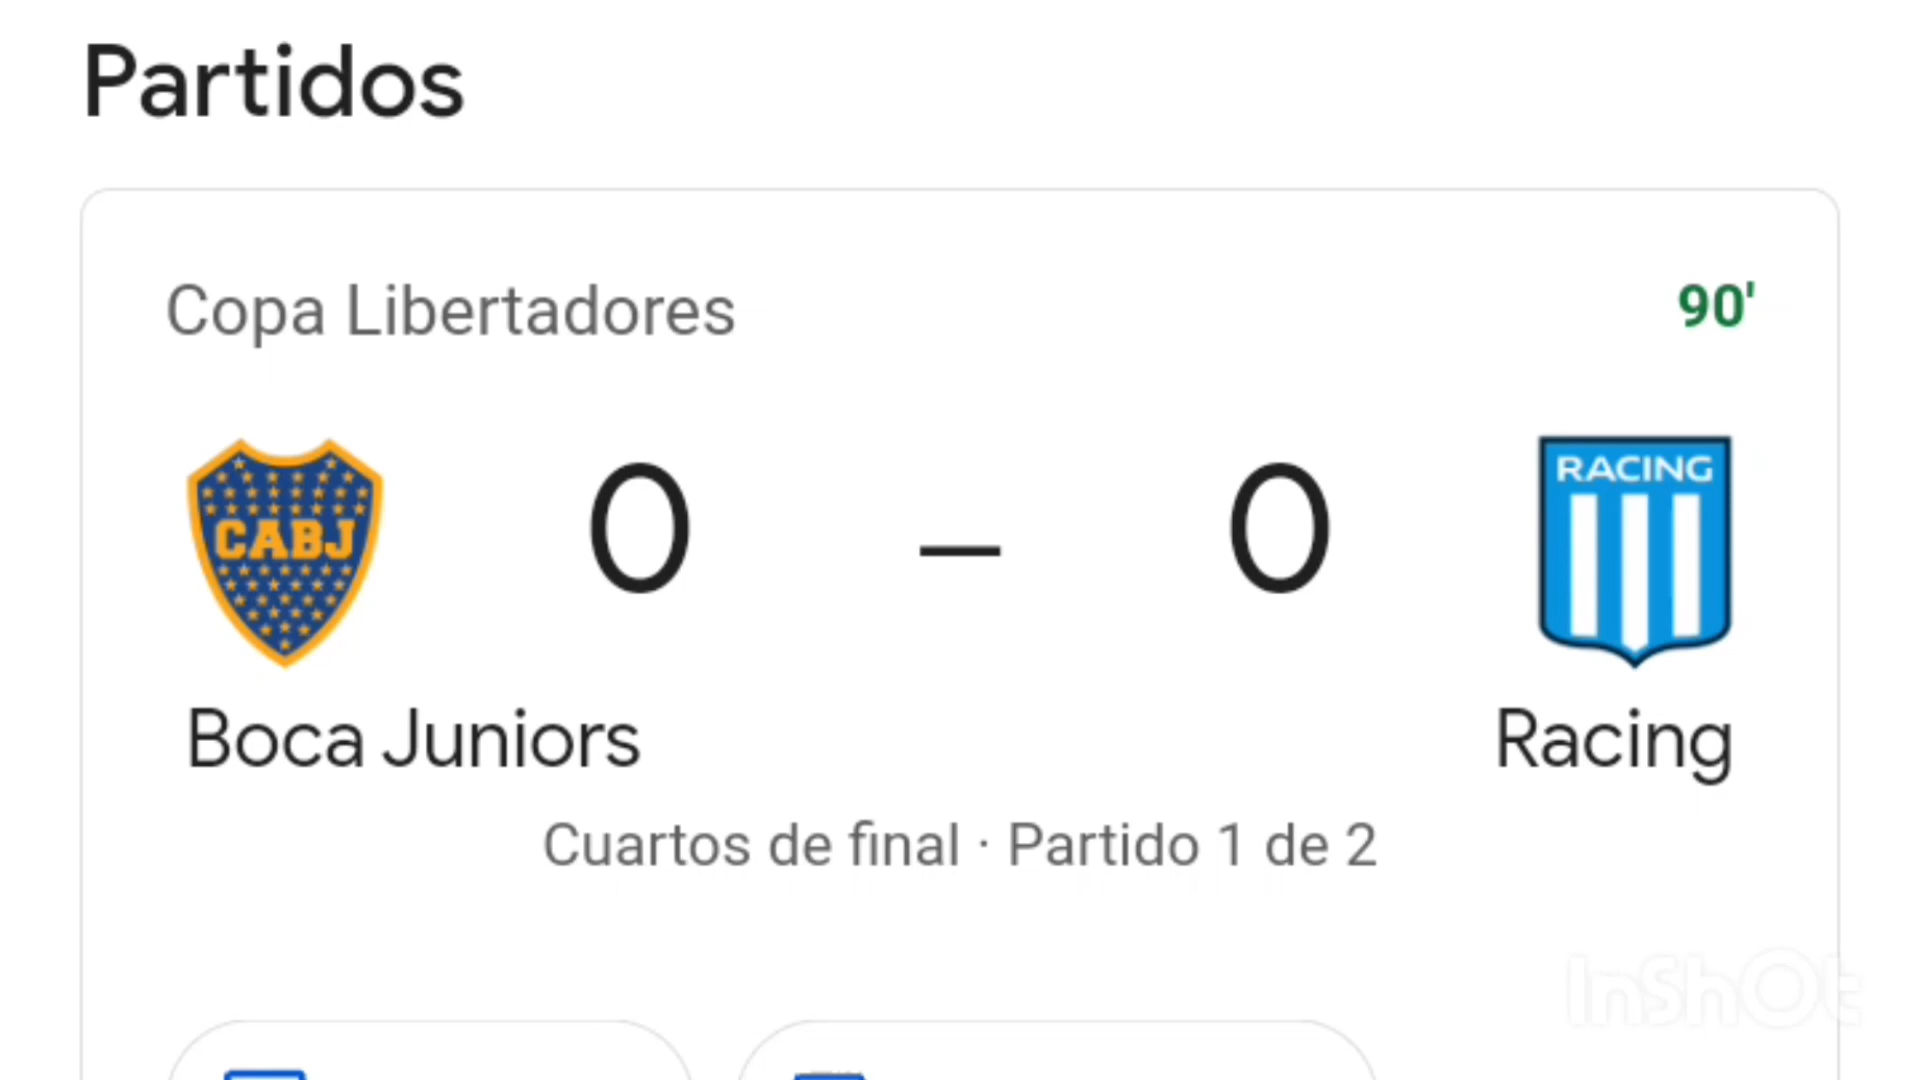 Partidos
Copa Libertadores
90'
CABJ
0 – 0
RACING
Boca Juniors
Racing
Cuartos de final · Partido 1 de 2
InShOt